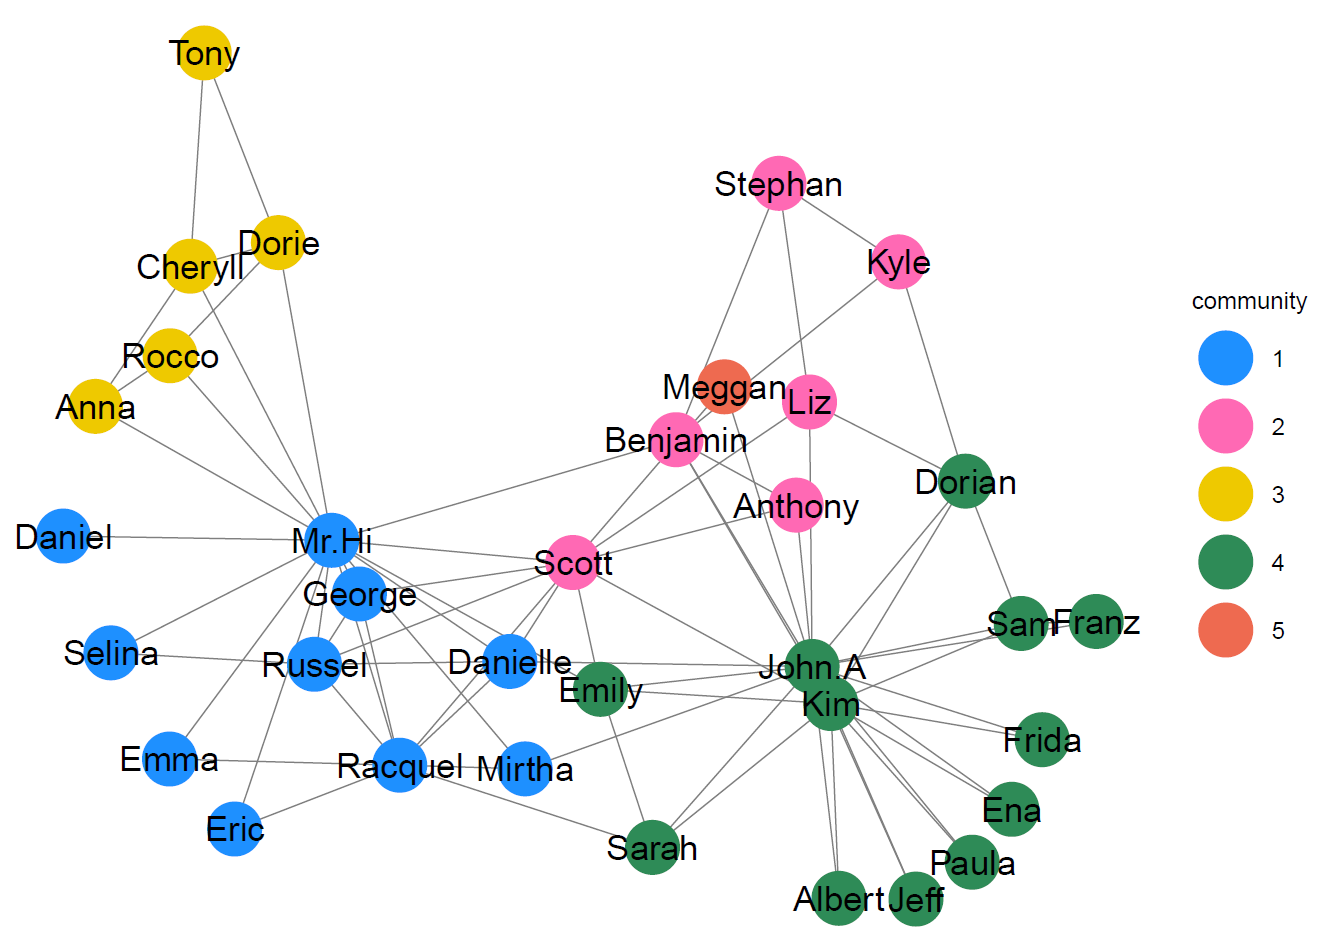 Tony
Stephan
Dorie
Kyle
Cheryll
community
Rocco
1
Meggan
Liz
Anna
2
Benjamin
Dorian
3
Anthony
Daniel
Mr.Hi
Scott
4
George
Sam
Franz
5
Selina
Russel
Danielle
John.A
Emily
Kim
Frida
Emma
Racquel
Mirtha
Ena
Eric
Sarah
Paula
Albert
Jeff